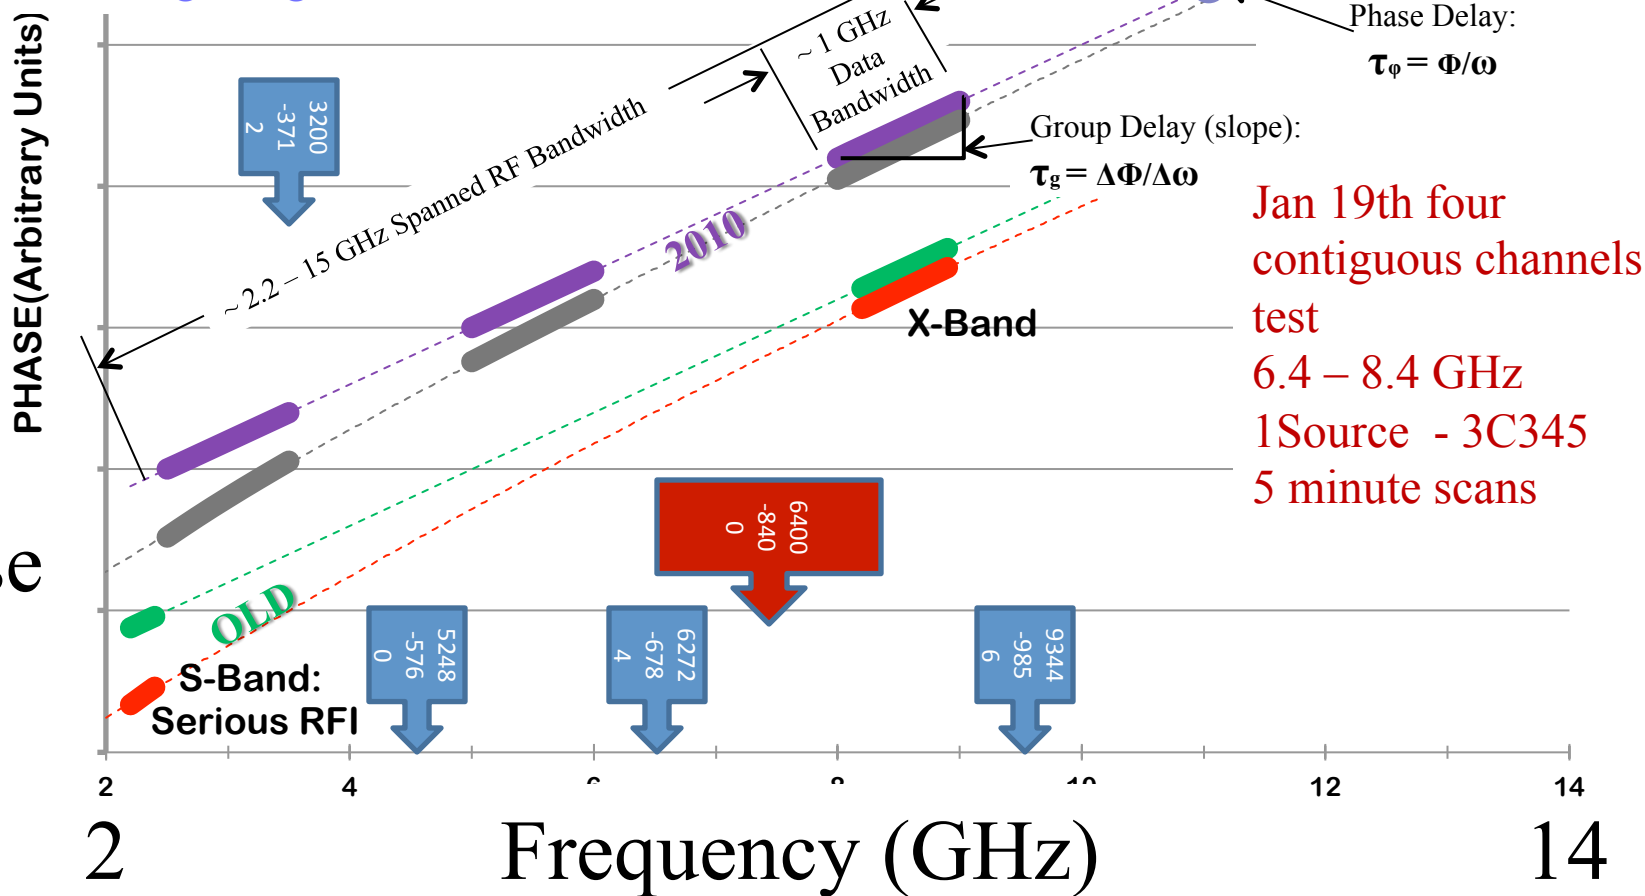 PHASE(Arbitrary Units)
3200
-371
2
~ 2.2 – 15 GHz Spanned RF Bandwidth
~ 1 GHz
Data
Bandwidth
Phase Delay:
τφ = Φ/ω
Group Delay (slope):
τg = ΔΦ/Δω
2010
X-Band
Jan 19th four
contiguous channels
test
6.4 – 8.4 GHz
1Source - 3C345
5 minute scans
OLD
S-Band:
Serious RFI
5248
-576
0
6272
-678
4
6400
-840
0
9344
-985
6
2 4 6 8 10 12 14
2 Frequency (GHz) 14